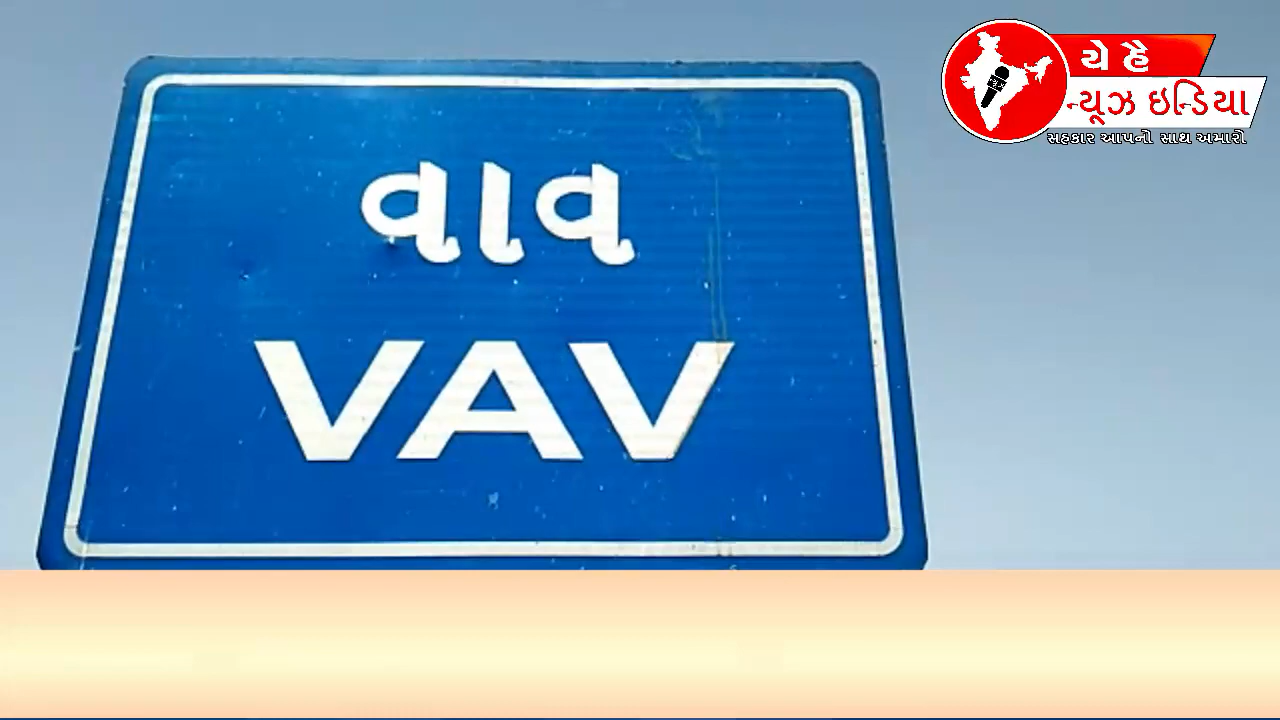 વાવ
VAV
યે હૈ
ન્યૂઝ ઇન્ડિયા
સહકાર આપનો સાથ અમારો